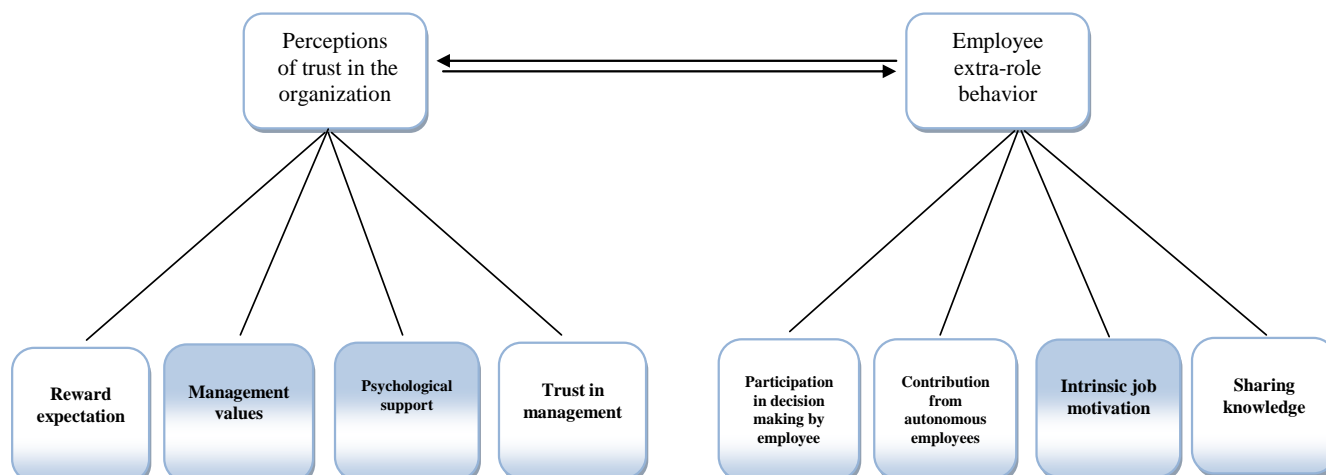 Perceptions
of trust in the
organization
Employee
extra-role
behavior
Reward
expectation
Management
values
Psychological
support
Trust in
management
Participation
in decision
making by
employee
Contribution
from
autonomous
employees
Intrinsic job
motivation
Sharing
knowledge